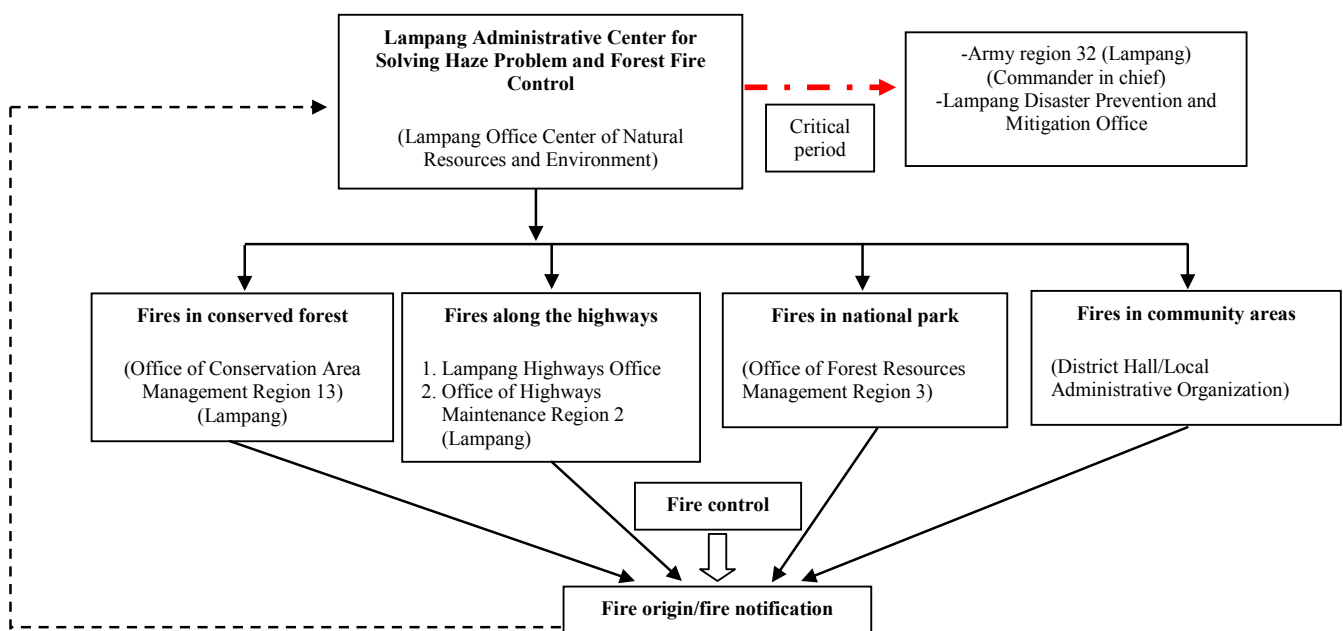 Lampang Administrative Center for
Solving Haze Problem and Forest Fire
Control
(Lampang Office Center of Natural
Resources and Environment)
Critical
period
-Army region 32 (Lampang)
(Commander in chief)
-Lampang Disaster Prevention and
Mitigation Office
Fires in conserved forest
(Office of Conservation Area
Management Region 13)
(Lampang)
Fires along the highways
1. Lampang Highways Office
2. Office of Highways
Maintenance Region 2
(Lampang)
Fires in national park
(Office of Forest Resources
Management Region 3)
Fires in community areas
(District Hall/Local
Administrative Organization)
Fire control
Fire origin/fire notification